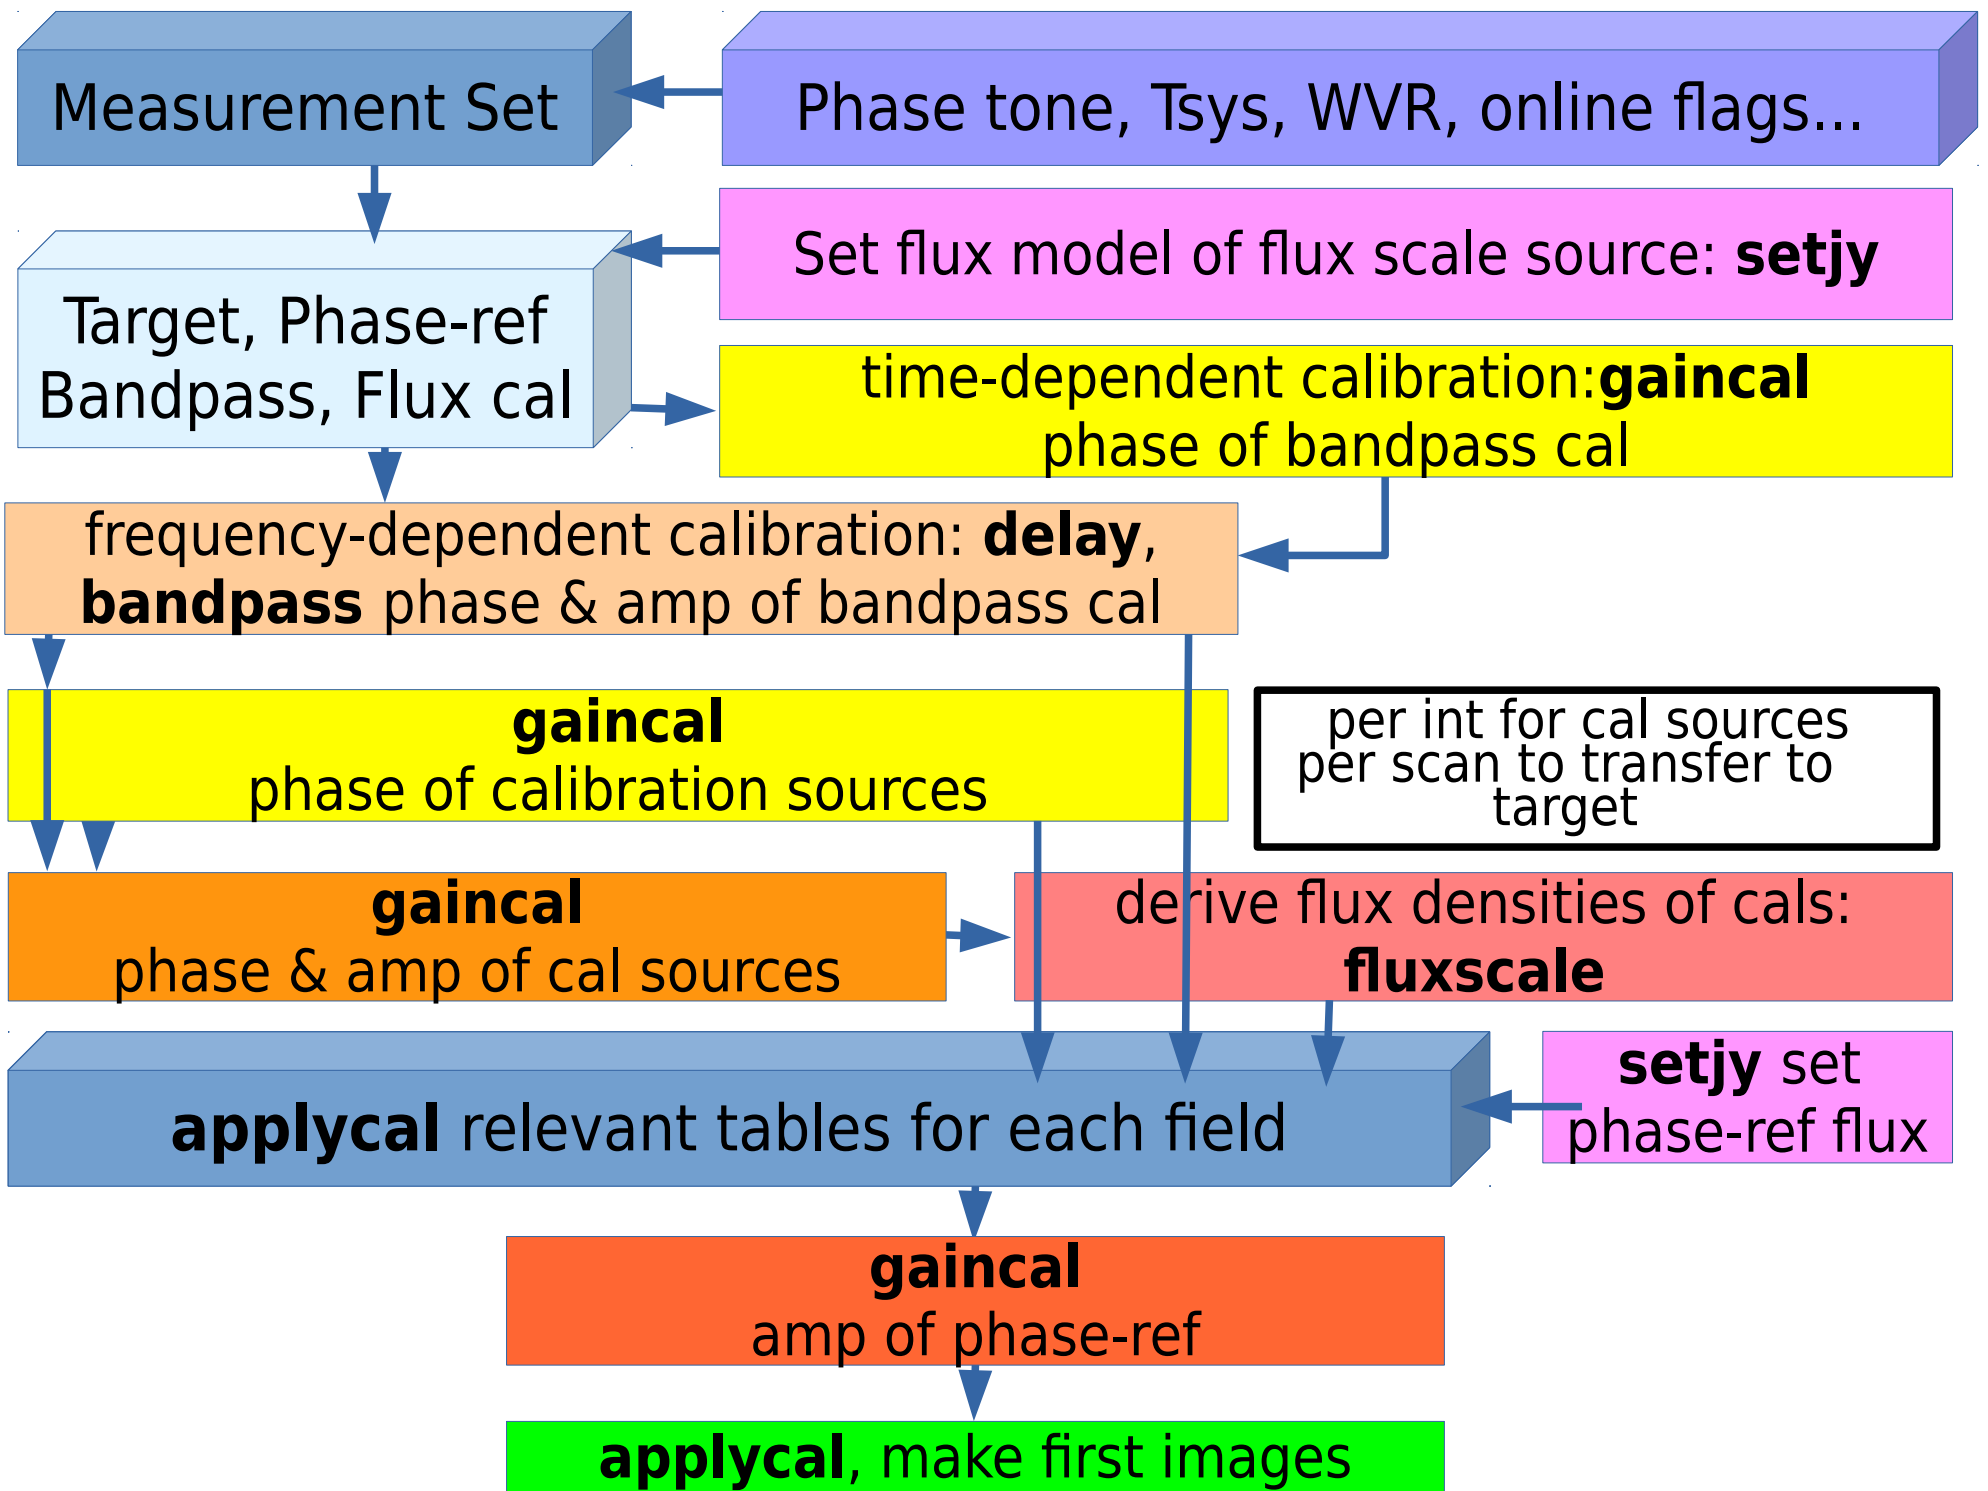 Measurement Set
Phase tone, Tsys, WVR, online flags...
Set flux model of flux scale source: setjy
Target, Phase-ref
Bandpass, Flux cal
time-dependent calibration:gaincal
phase of bandpass cal
frequency-dependent calibration: delay,
bandpass phase & amp of bandpass cal
gaincal
phase of calibration sources
per int for cal sources
per scan to transfer to
target
gaincal
phase & amp of cal sources
derive flux densities of cals:
fluxscale
applycal relevant tables for each field
setjy set
phase-ref flux
gaincal
amp of phase-ref
applycal, make first images